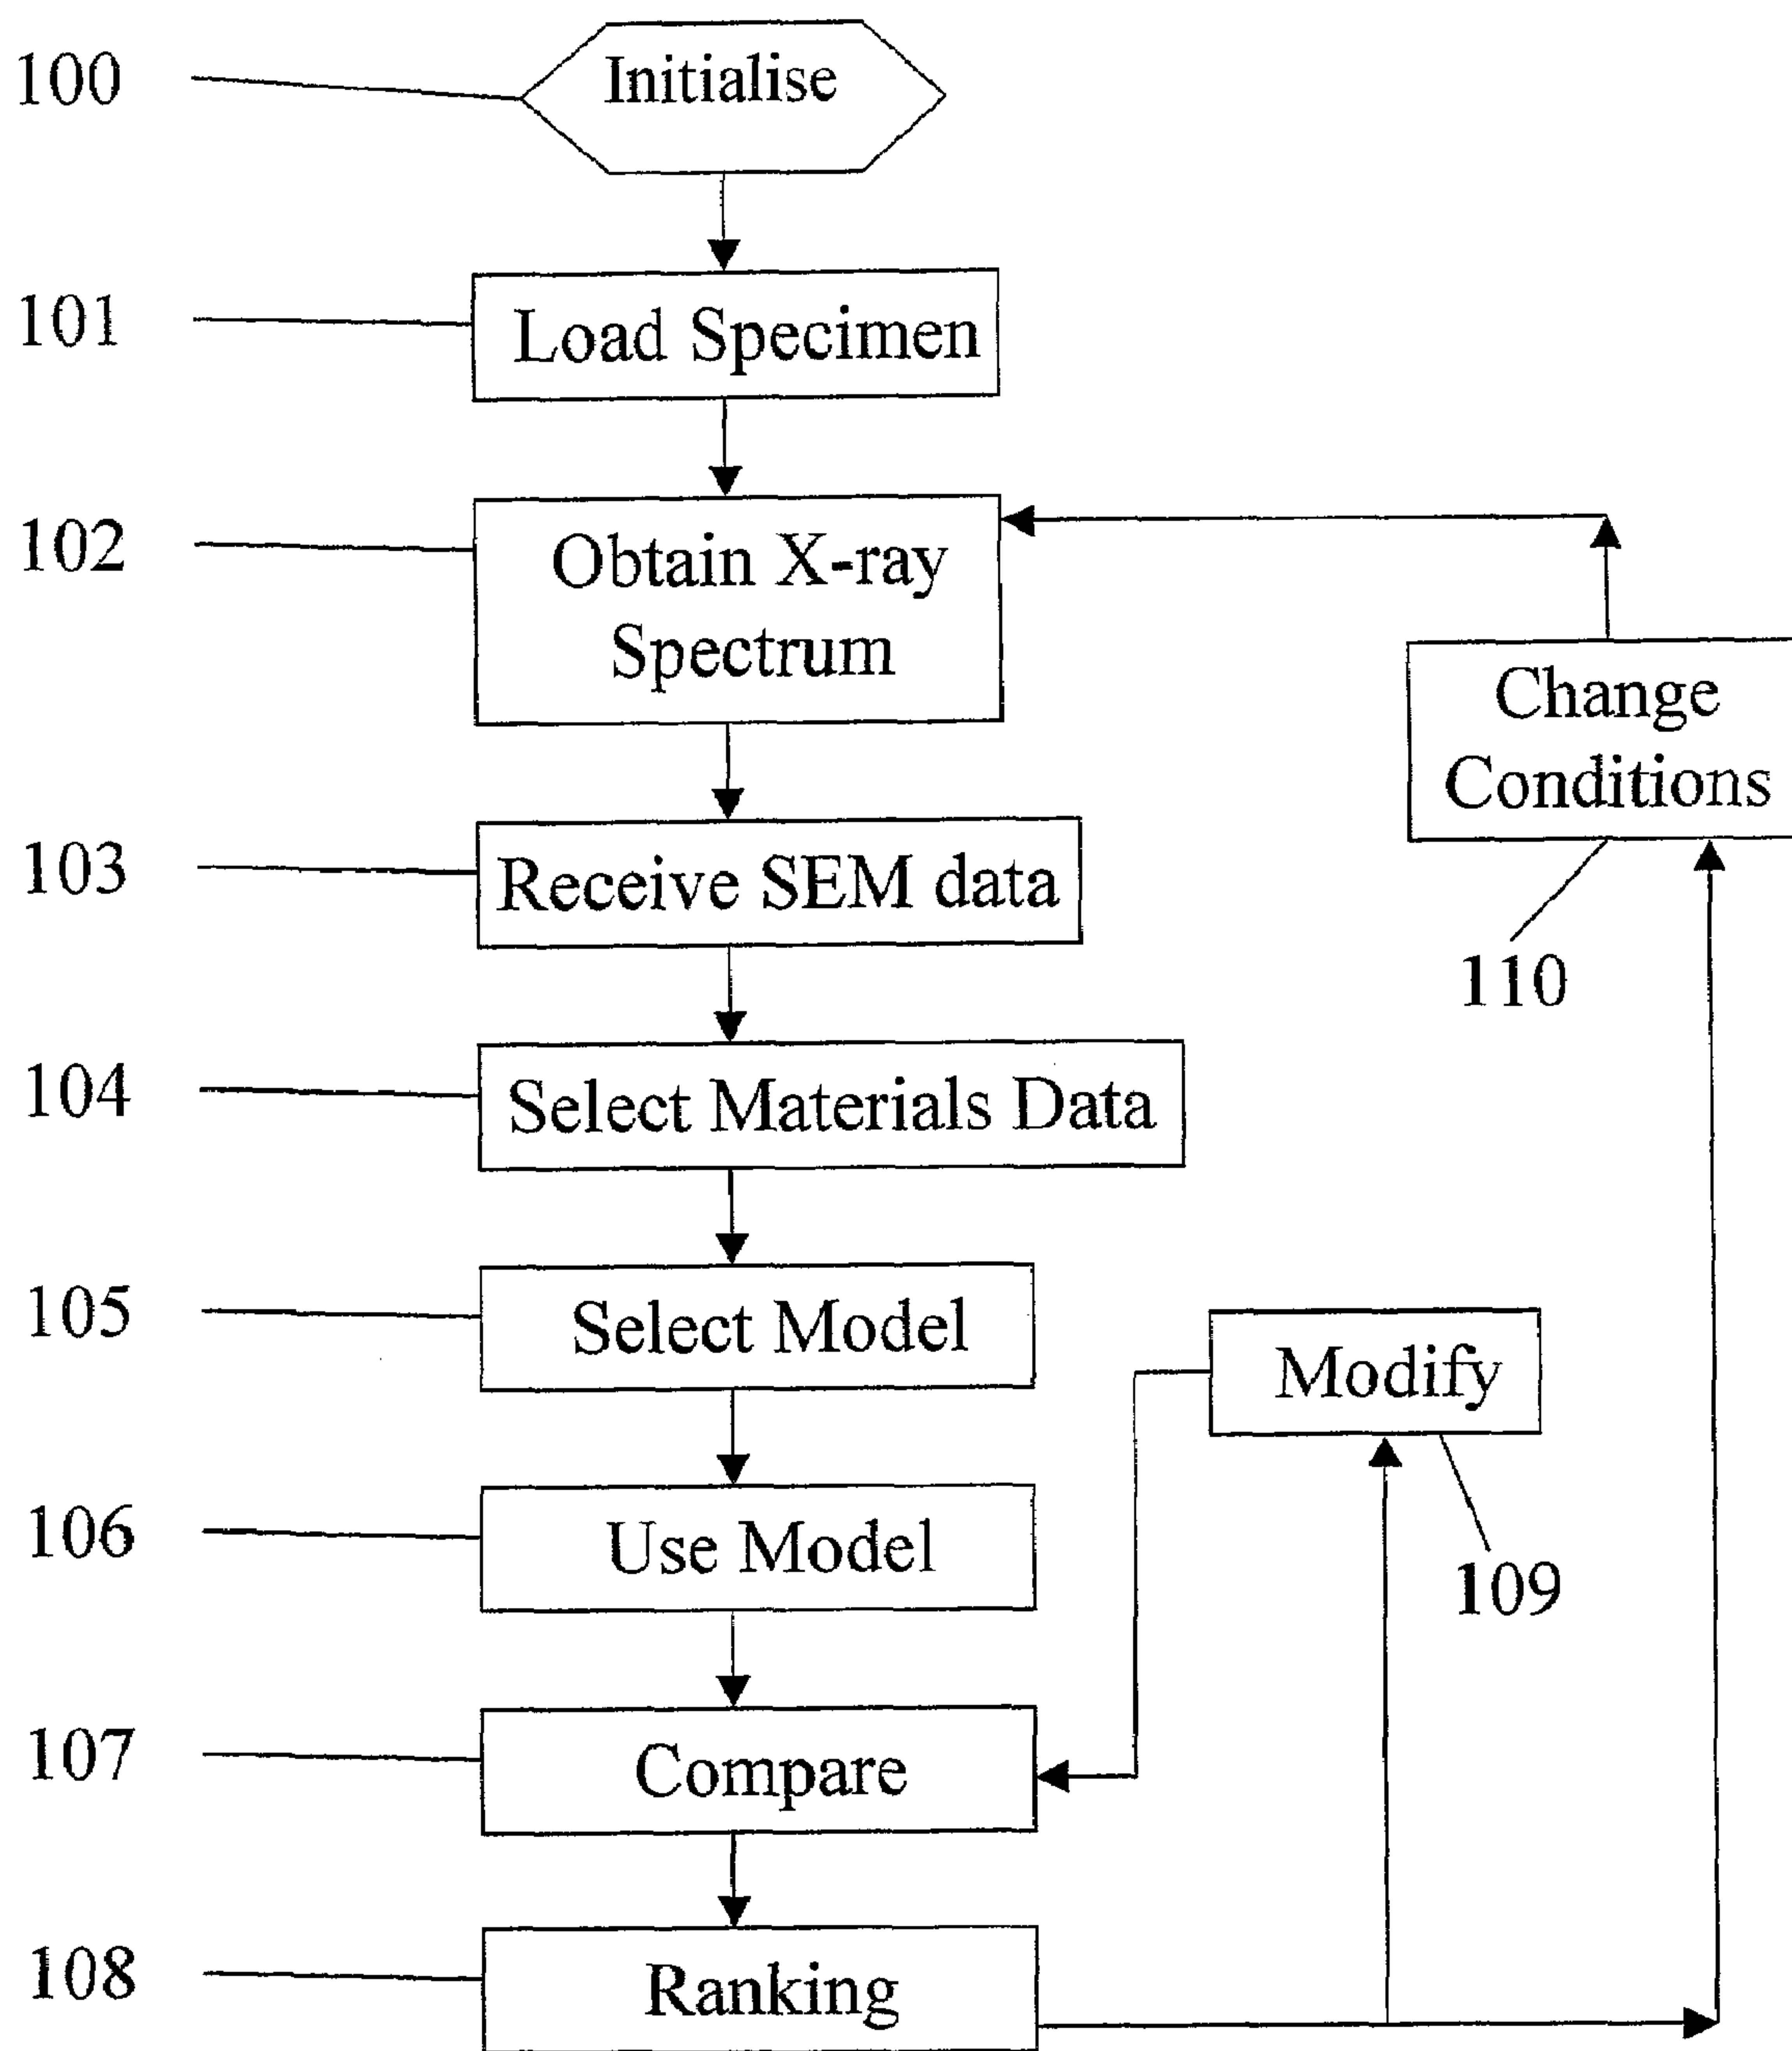 100
Initialise
101
Load Specimen
102
Obtain X-ray
Spectrum
Change
Conditions
103
Receive SEM data
110
104
Select Materials Data
105
Select Model
Modify
106
Use Model
109
107
Compare
108
Ranking